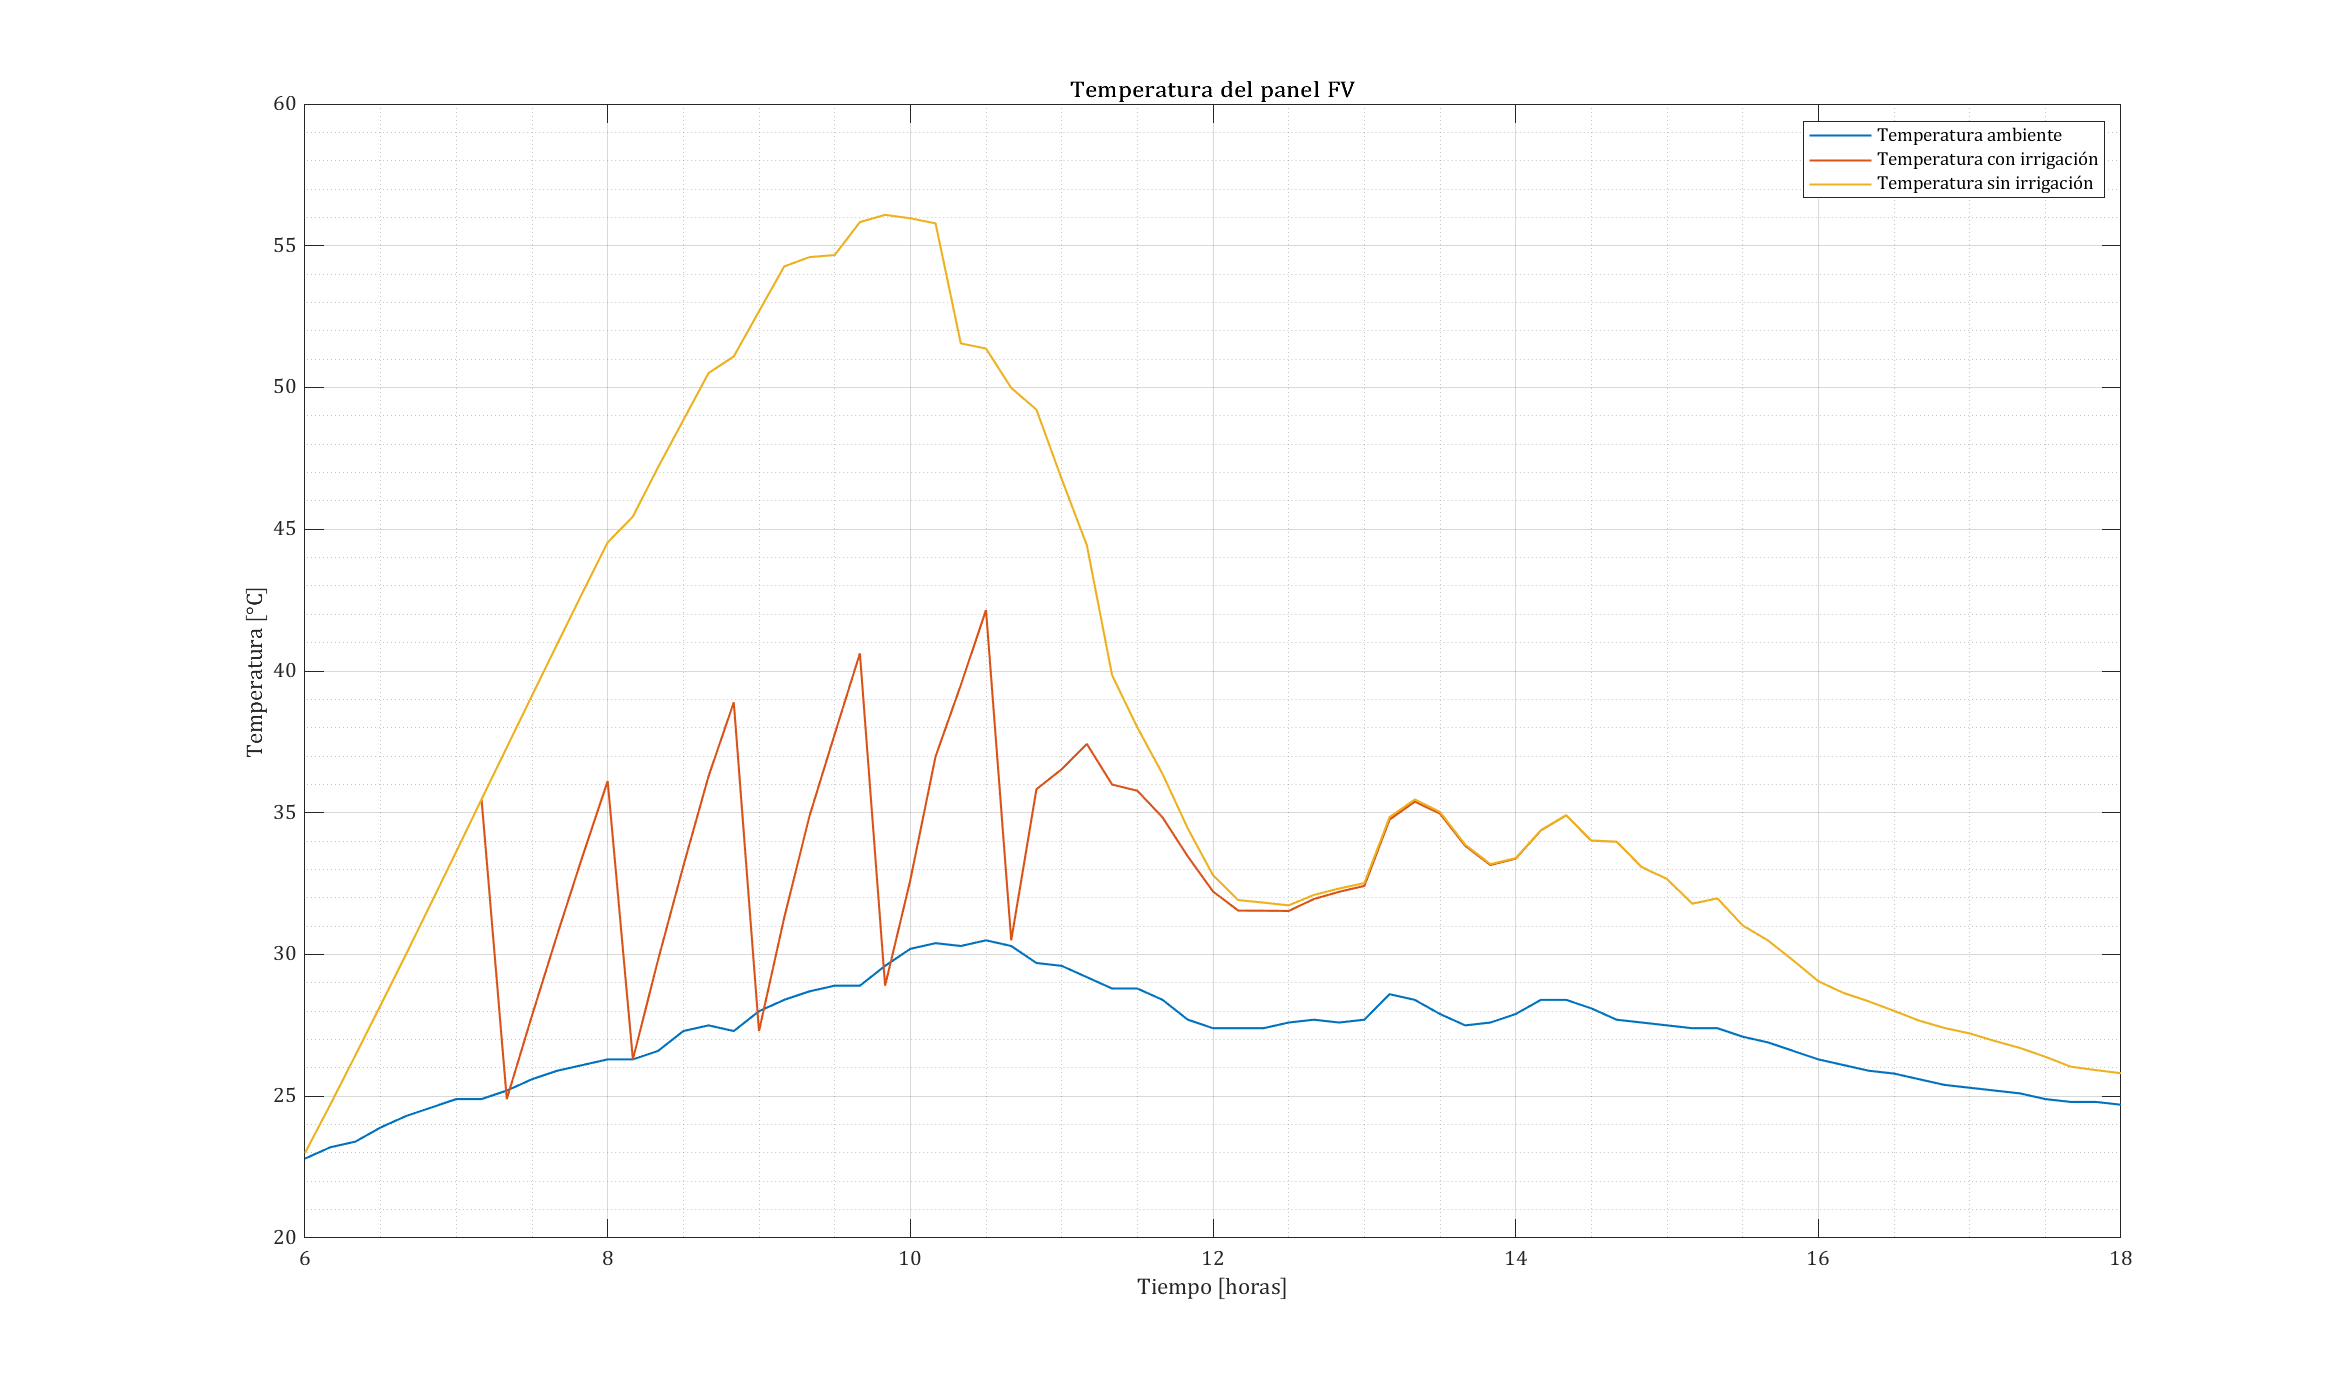 Temperatura del panel FV
Temperatura ambiente
Temperatura con irrigación
Temperatura sin irrigación
60
55
50
45
40
35
30
25
20
Temperatura [°C]
6 8 10 12 14 16 18
Tiempo [horas]